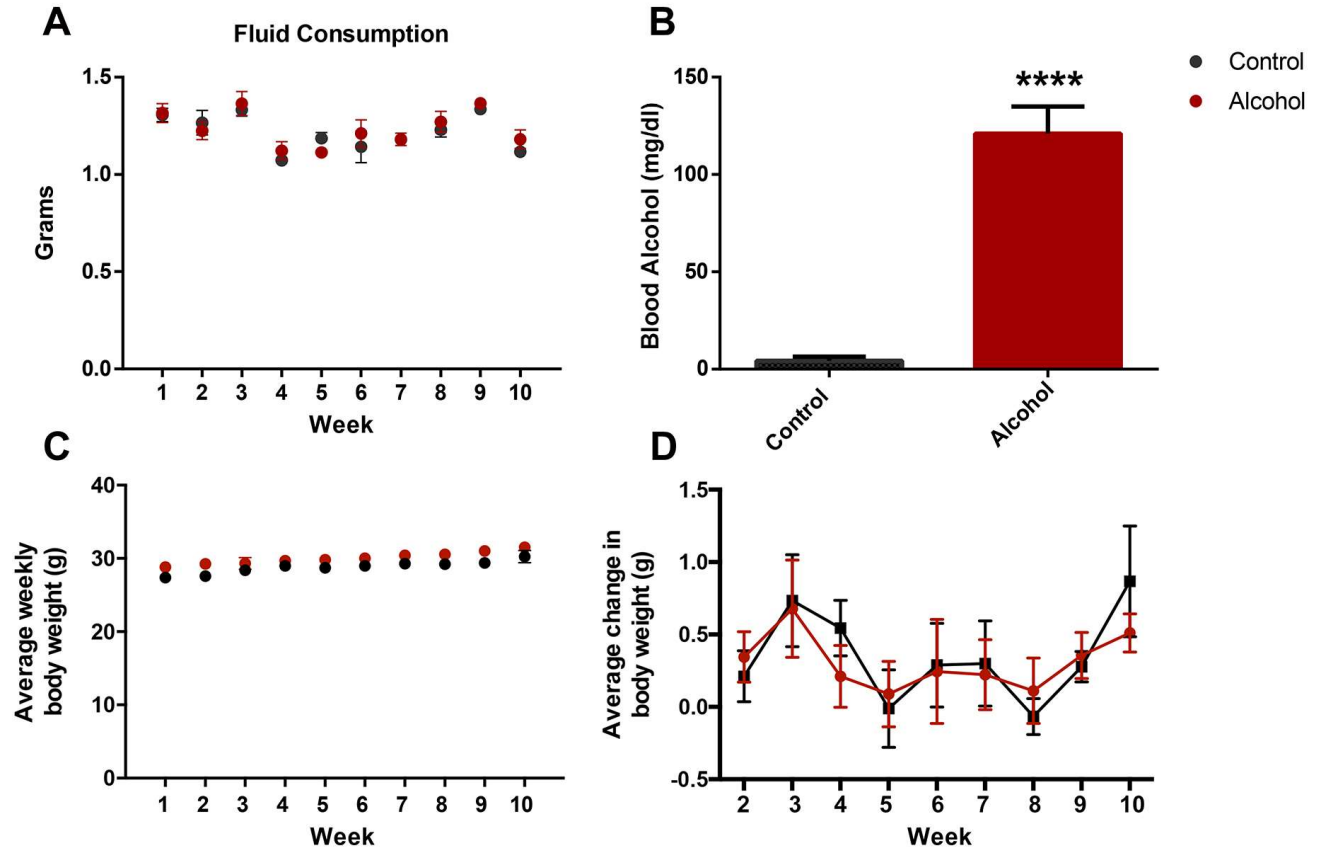 A
Fluid Consumption
1.5
1.0
0.5
0.0
Grams
1 2 3 4 5 6 7 8 9 10
Week
B
150
100
50
0
Blood Alcohol (mg/dl)
****
Control
Alcohol
Control
Alcohol
C
40
30
20
10
0
Average weekly
body weight (g)
1 2 3 4 5 6 7 8 9 10
Week
D
1.5
1.0
0.5
0.0
-0.5
Average change in
body weight (g)
2 3 4 5 6 7 8 9 10
Week